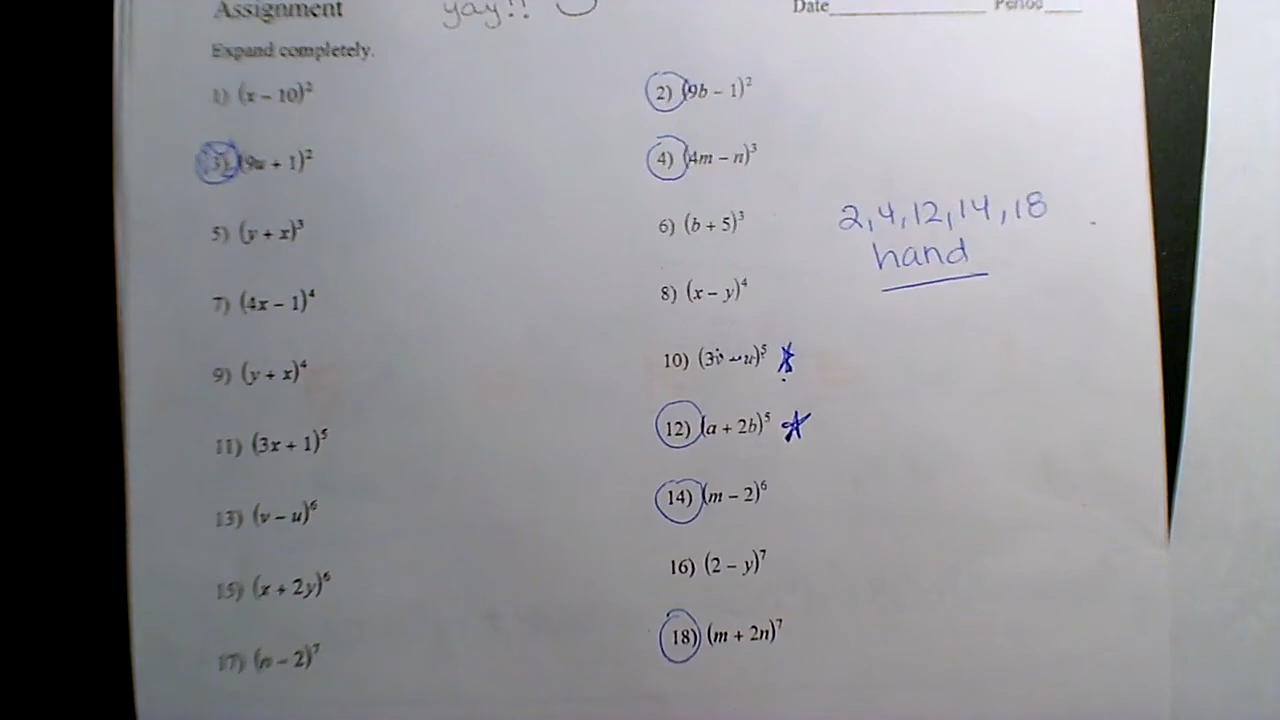 Assignment yay!! Date____________ Period____
Expand completely.
1) (x − 10)² 2) (9b − 1)²
3) (9u + 1)² 4) (4m − n)³
5) (y + x)³ 6) (b + 5)³
2,4,12,14,18
hand
7) (4x − 1)⁴ 8) (x − y)⁴
9) (y + x)⁴ 10) (3v − u)⁵
11) (3x + 1)⁵ 12) (a + 2b)⁵
13) (v − u)⁶ 14) (m − 2)⁶
15) (x + 2y)⁶ 16) (2 − y)⁷
17) (n − 2)⁷ 18) (m + 2n)⁷